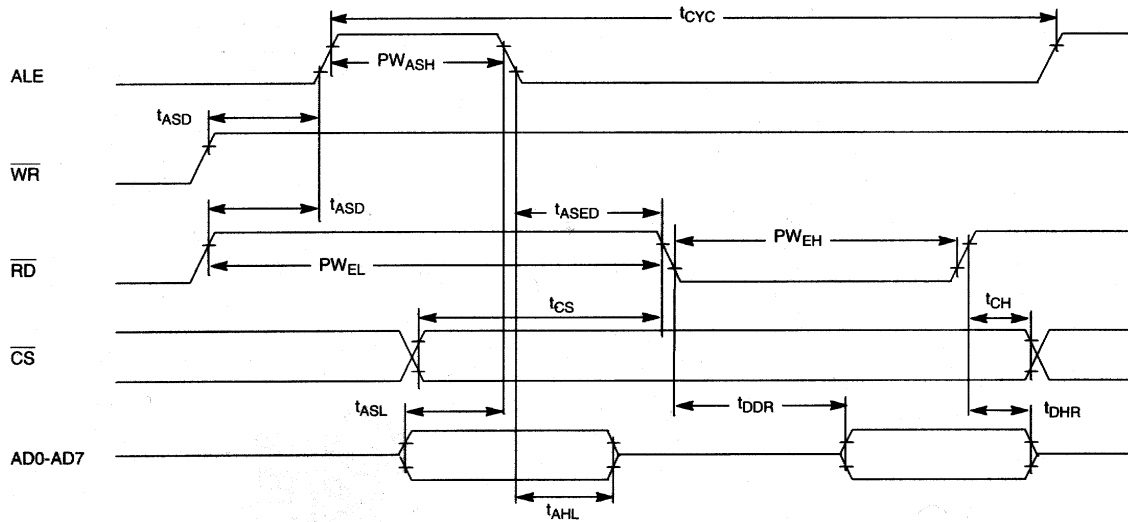 tCYC
ALE
PWASH
tASD
WR
tASD
tASED
PWEH
RD
PWEL
tCS
tCH
CS
tASL
tDDR
tDHR
AD0-AD7
tAHL